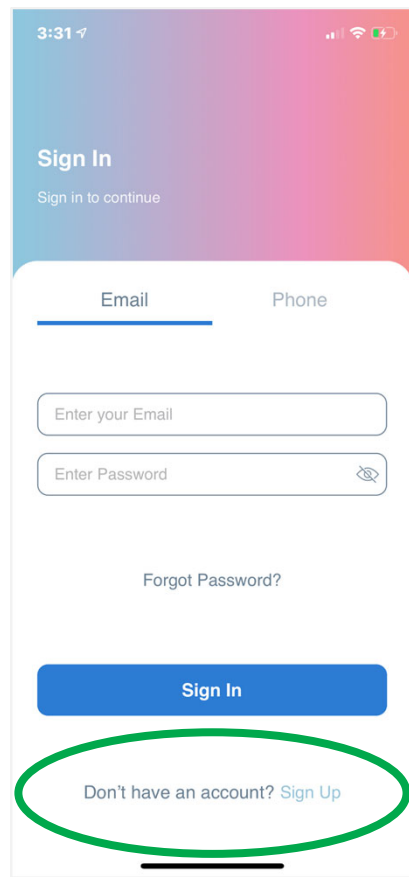 3:31
Sign In
Sign in to continue
Email Phone
Enter your Email
Enter Password
Forgot Password?
Sign In
Don't have an account? Sign Up